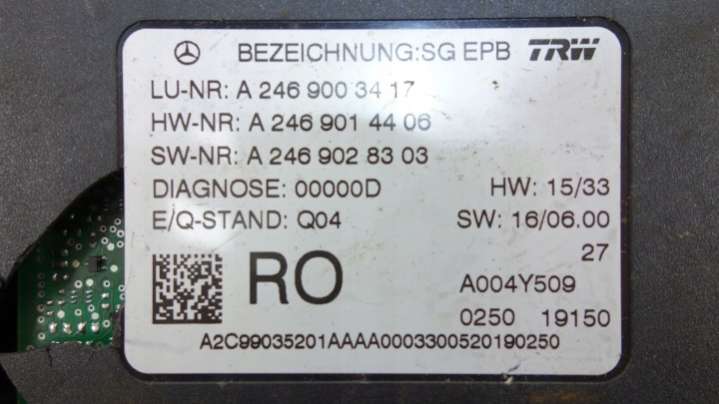 BEZEICHNUNG:SG EPB TRW
LU-NR: A 246 900 34 17
HW-NR: A 246 901 44 06
SW-NR: A 246 902 83 03
DIAGNOSE: 00000D HW: 15/33
E/Q-STAND: Q04 SW: 16/06.00
27
RO
A004Y509
0250 19150
A2C99035201AAAA0003300520190250